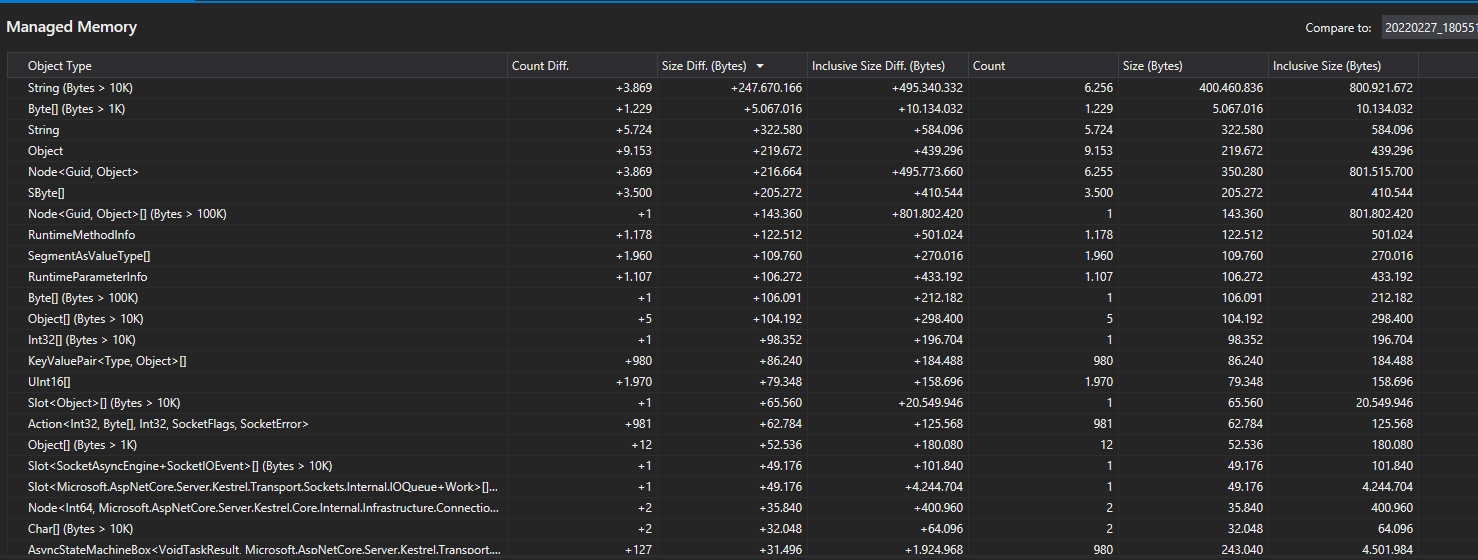 Managed Memory
Compare to: 20220227_180551
Object Type Count Diff. Size Diff. (Bytes) Inclusive Size Diff. (Bytes) Count Size (Bytes) Inclusive Size (Bytes)
String (Bytes > 10K) +3.869 +247.670.166 +495.340.332 6.256 400.460.836 800.921.672
Byte[] (Bytes > 1K) +1.229 +5.067.016 +10.134.032 1.229 5.067.016 10.134.032
String +5.724 +322.580 +584.096 5.724 322.580 584.096
Object +9.153 +219.672 +439.296 9.153 219.672 439.296
Node<Guid, Object> +3.869 +216.664 +495.773.660 6.255 350.280 801.515.700
SByte[] +3.500 +205.272 +410.544 3.500 205.272 410.544
Node<Guid, Object>[] (Bytes > 100K) +1 +143.360 +801.802.420 1 143.360 801.802.420
RuntimeMethodInfo +1.178 +122.512 +501.024 1.178 122.512 501.024
SegmentAsValueType[] +1.960 +109.760 +270.016 1.960 109.760 270.016
RuntimeParameterInfo +1.107 +106.272 +433.192 1.107 106.272 433.192
Byte[] (Bytes > 100K) +1 +106.091 +212.182 1 106.091 212.182
Object[] (Bytes > 10K) +5 +104.192 +298.400 5 104.192 298.400
Int32[] (Bytes > 10K) +1 +98.352 +196.704 1 98.352 196.704
KeyValuePair<Type, Object>[] +980 +86.240 +184.488 980 86.240 184.488
UInt16[] +1.970 +79.348 +158.696 1.970 79.348 158.696
Slot<Object>[] (Bytes > 10K) +1 +65.560 +20.549.946 1 65.560 20.549.946
Action<Int32, Byte[], Int32, SocketFlags, SocketError> +981 +62.784 +125.568 981 62.784 125.568
Object[] (Bytes > 1K) +12 +52.536 +180.080 12 52.536 180.080
Slot<SocketAsyncEngine+SocketIOEvent>[] (Bytes > 10K) +1 +49.176 +101.840 1 49.176 101.840
Slot<Microsoft.AspNetCore.Server.Kestrel.Transport.Sockets.Internal.IOQueue+Work>[]... +1 +49.176 +4.244.704 1 49.176 4.244.704
Node<Int64, Microsoft.AspNetCore.Server.Kestrel.Core.Internal.Infrastructure.Connectio... +2 +35.840 +400.960 2 35.840 400.960
Char[] (Bytes > 10K) +2 +32.048 +64.096 2 32.048 64.096
AsyncStateMachineBox<VoidTaskResult, Microsoft.AspNetCore.Server.Kestrel.Transport.... +127 +31.496 +1.924.968 980 243.040 4.501.984